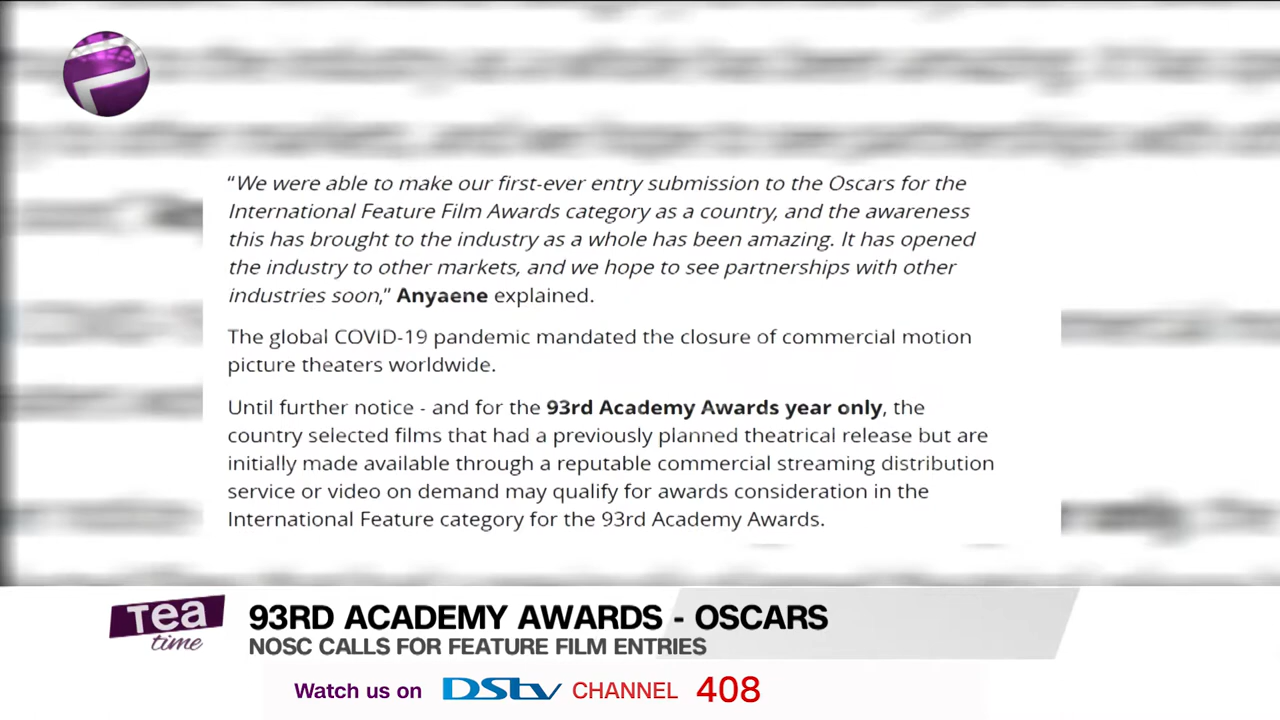 “We were able to make our first-ever entry submission to the Oscars for the
International Feature Film Awards category as a country, and the awareness
this has brought to the industry as a whole has been amazing. It has opened
the industry to other markets, and we hope to see partnerships with other
industries soon,” Anyaene explained.
The global COVID-19 pandemic mandated the closure of commercial motion
picture theaters worldwide.
Until further notice - and for the 93rd Academy Awards year only, the
country selected films that had a previously planned theatrical release but are
initially made available through a reputable commercial streaming distribution
service or video on demand may qualify for awards consideration in the
International Feature category for the 93rd Academy Awards.
Tea
time
93RD ACADEMY AWARDS - OSCARS
NOSC CALLS FOR FEATURE FILM ENTRIES
Watch us on DStv CHANNEL 408